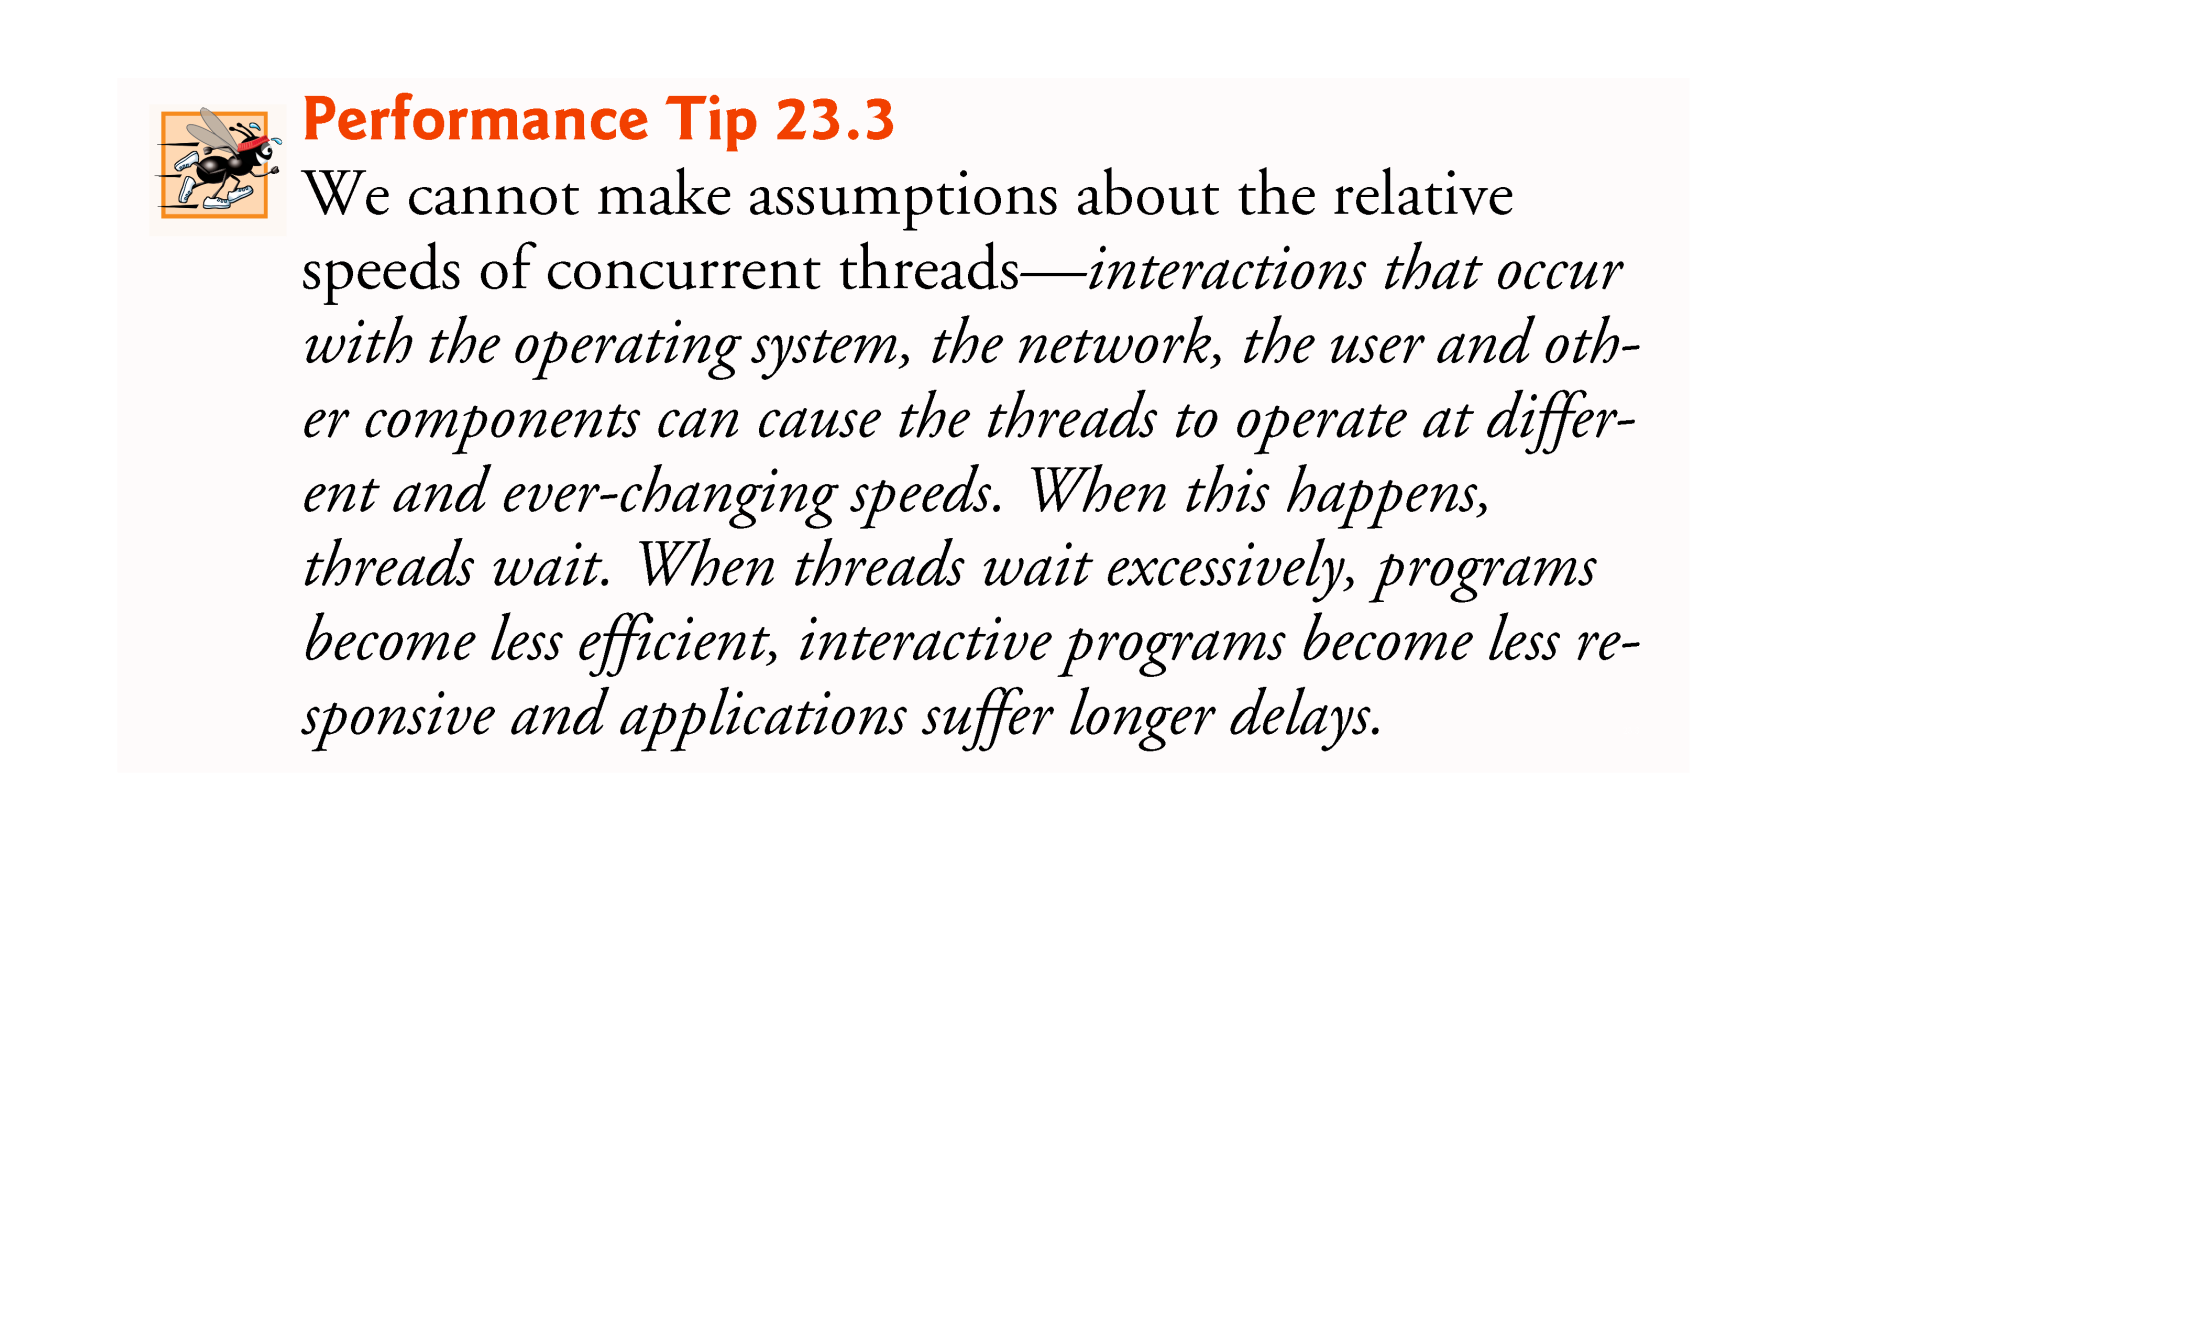 Performance Tip 23.3
We cannot make assumptions about the relative
speeds of concurrent threads—interactions that occur
with the operating system, the network, the user and oth-
er components can cause the threads to operate at differ-
ent and ever-changing speeds. When this happens,
threads wait. When threads wait excessively, programs
become less efficient, interactive programs become less re-
sponsive and applications suffer longer delays.